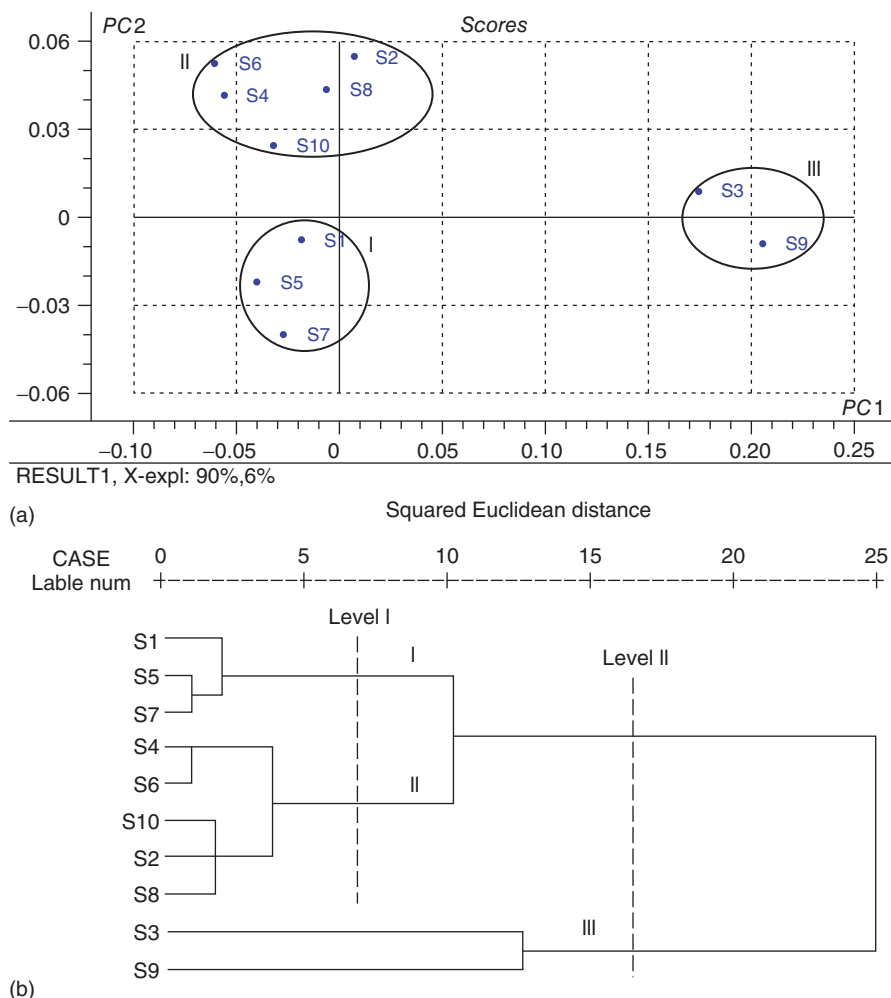 PC2
Scores
0.06
II
S6
S2
S4
S8
0.03
S10
III
S3
0
S1
I
S9
S5
−0.03
S7
−0.06
PC1
−0.10 −0.05 0 0.05 0.10 0.15 0.20 0.25
RESULT1, X-expl: 90%,6%
(a)
Squared Euclidean distance
CASE 0 5 10 15 20 25
Lable num
Level I
S1
I
Level II
S5
S7
S4
S6
II
S10
S2
S8
S3
III
S9
(b)